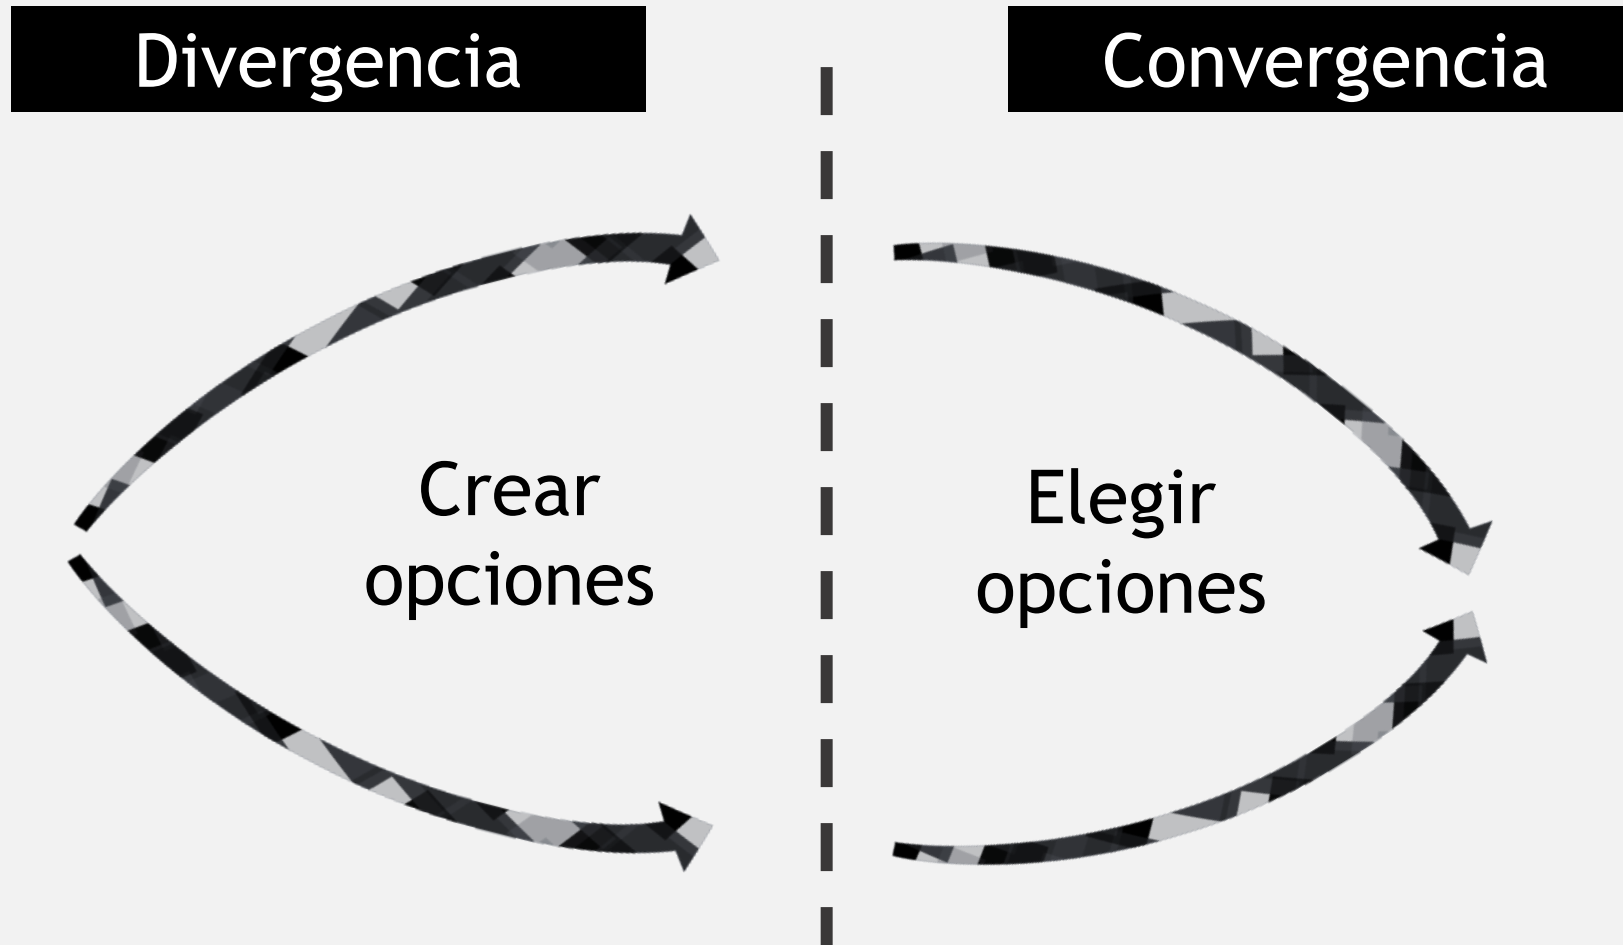 Divergencia
Convergencia
Crear
opciones
Elegir
opciones